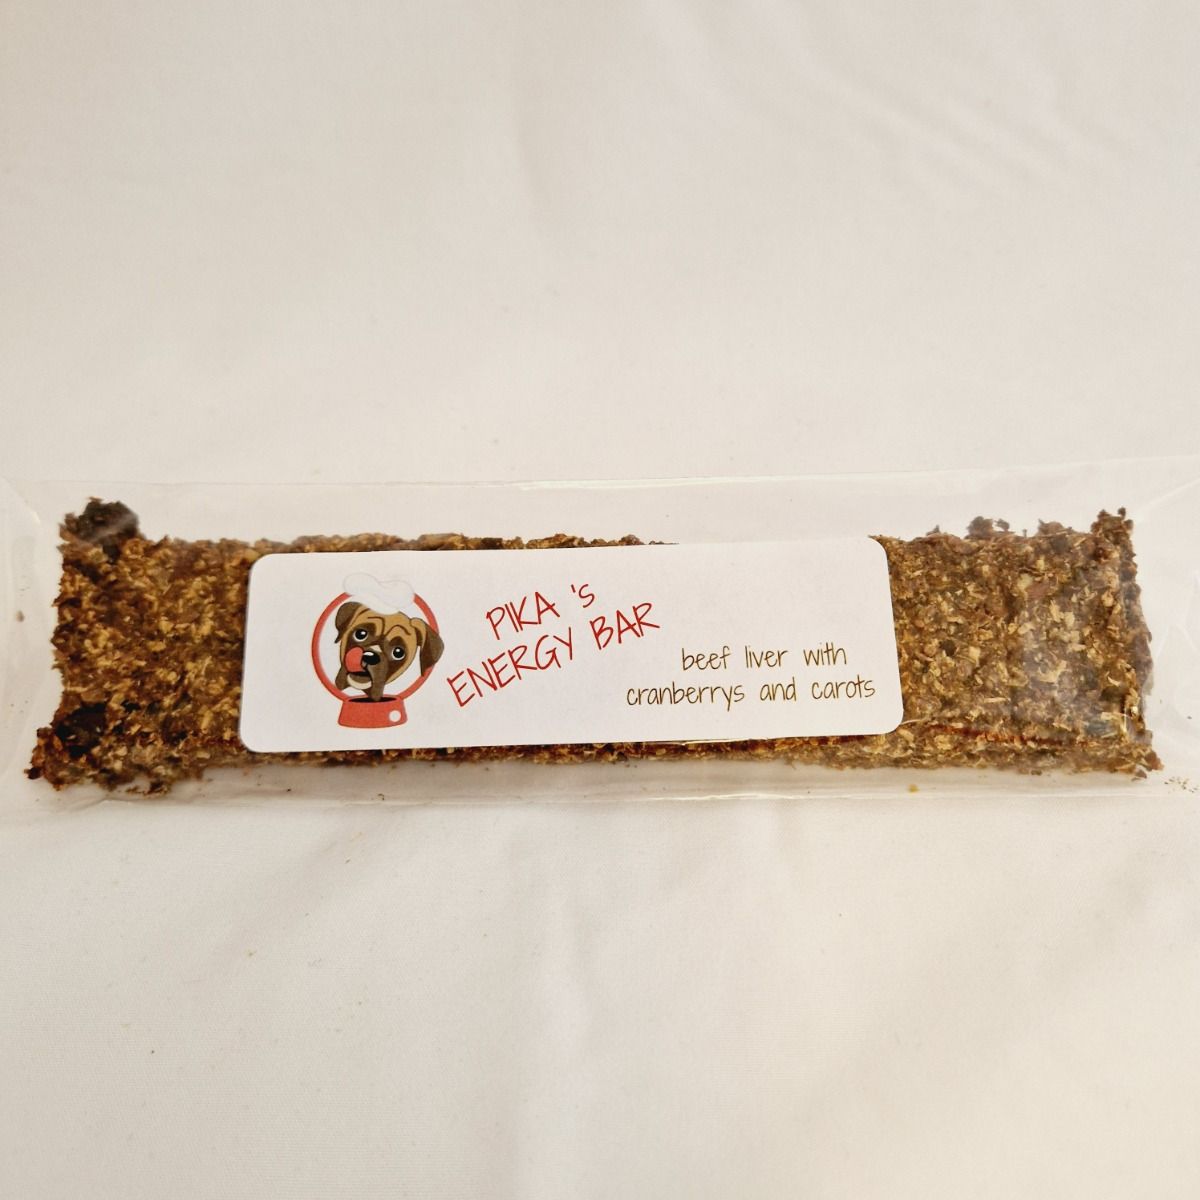 PIKA 's
ENERGY BAR
beef liver with
cranberrys and carots